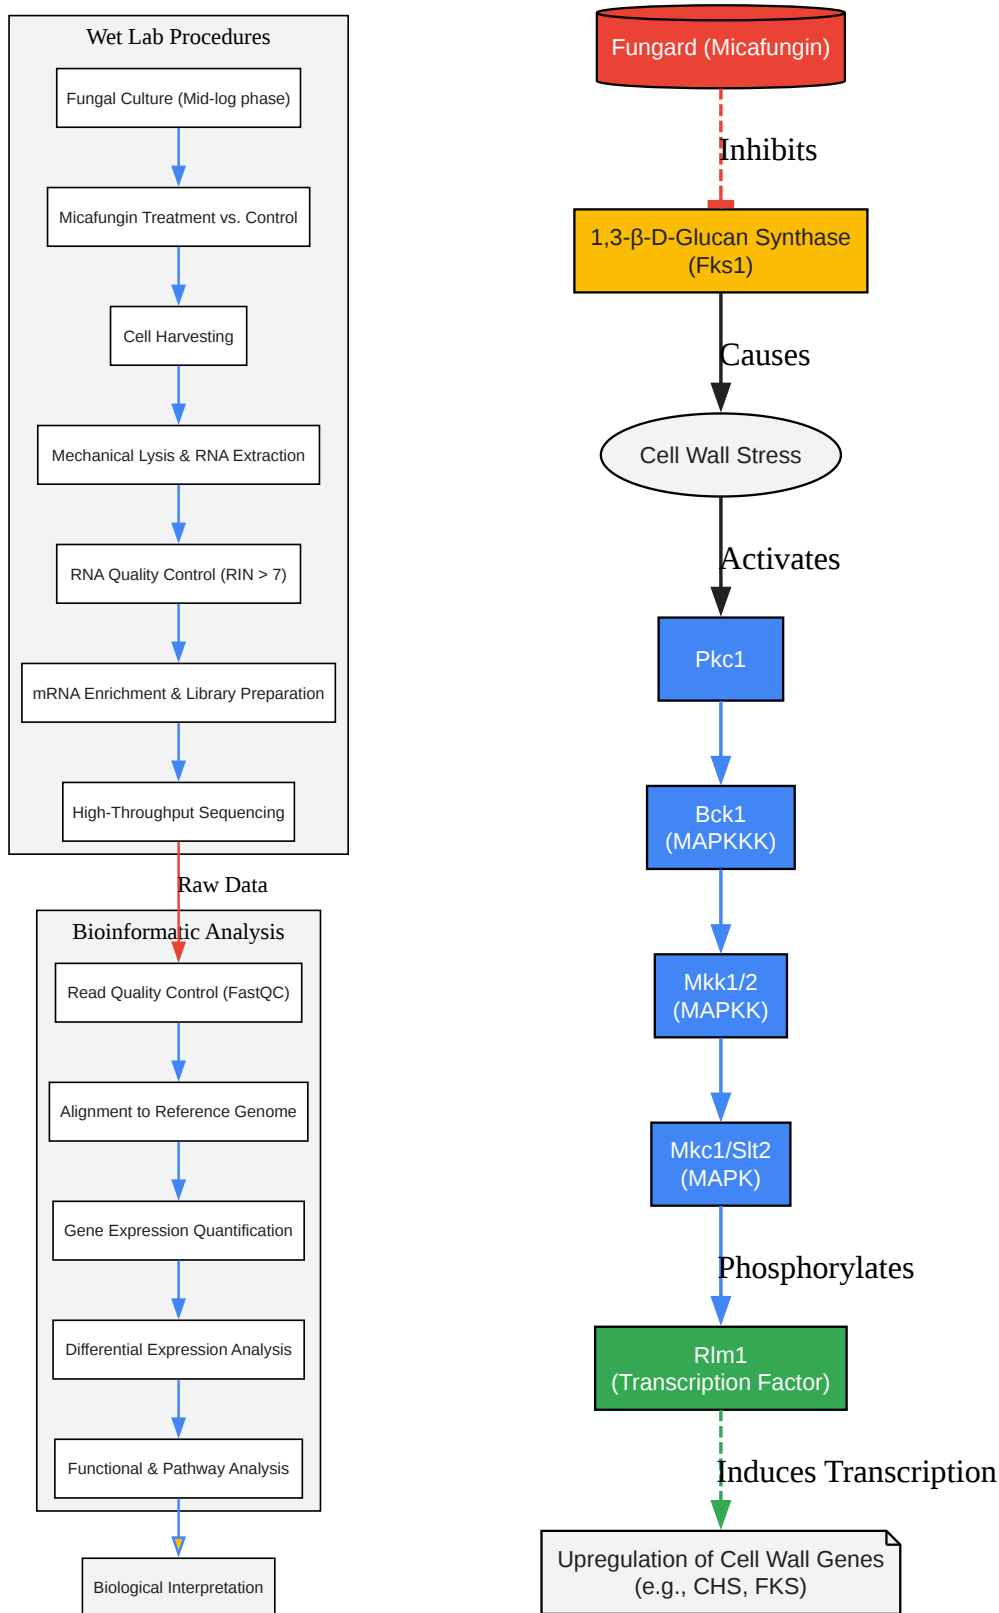 Wet Lab Procedures
Fungal Culture (Mid-log phase)
Micafungin Treatment vs. Control
Cell Harvesting
Mechanical Lysis & RNA Extraction
RNA Quality Control (RIN > 7)
mRNA Enrichment & Library Preparation
High-Throughput Sequencing
Raw Data
Bioinformatic Analysis
Read Quality Control (FastQC)
Alignment to Reference Genome
Gene Expression Quantification
Differential Expression Analysis
Functional & Pathway Analysis
Biological Interpretation
Fungard (Micafungin)
Inhibits
1,3-β-D-Glucan Synthase
(Fks1)
Causes
Cell Wall Stress
Activates
Pkc1
Bck1
(MAPKKK)
Mkk1/2
(MAPKK)
Mkc1/Slt2
(MAPK)
Phosphorylates
Rlm1
(Transcription Factor)
Induces Transcription
Upregulation of Cell Wall Genes
(e.g., CHS, FKS)